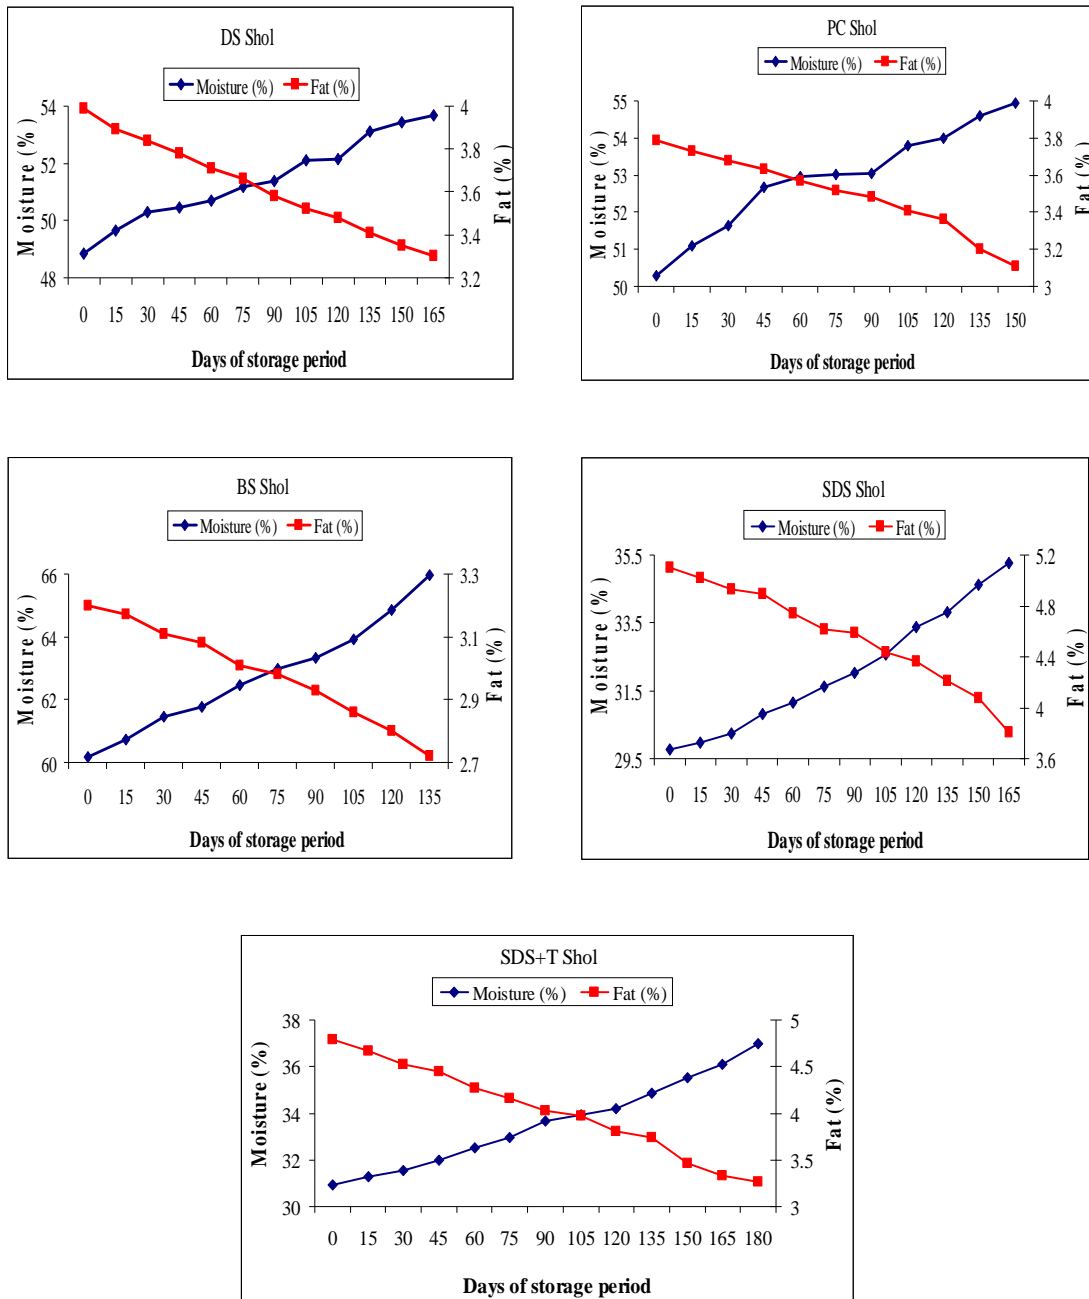 DS Shol
Moisture (%) Fat (%)
54 4
3.8
52
3.6
50 3.4
48 3.2
Moisture (%)
Fat (%)
0 15 30 45 60 75 90 105 120 135 150 165
Days of storage period
PC Shol
Moisture (%) Fat (%)
55 4
54 3.8
53 3.6
52 3.4
51 3.2
50 3
Moisture (%)
Fat (%)
0 15 30 45 60 75 90 105 120 135 150
Days of storage period
BS Shol
Moisture (%) Fat (%)
66 3.3
64 3.1
62 2.9
60 2.7
Moisture (%)
Fat (%)
0 15 30 45 60 75 90 105 120 135
Days of storage period
SDS Shol
Moisture (%) Fat (%)
35.5 5.2
4.8
33.5
4.4
31.5
4
29.5 3.6
Moisture (%)
Fat (%)
0 15 30 45 60 75 90 105 120 135 150 165
Days of storage period
SDS+T Shol
Moisture (%) Fat (%)
38 5
36 4.5
34 4
32 3.5
30 3
Moisture (%)
Fat (%)
0 15 30 45 60 75 90 105 120 135 150 165 180
Days of storage period